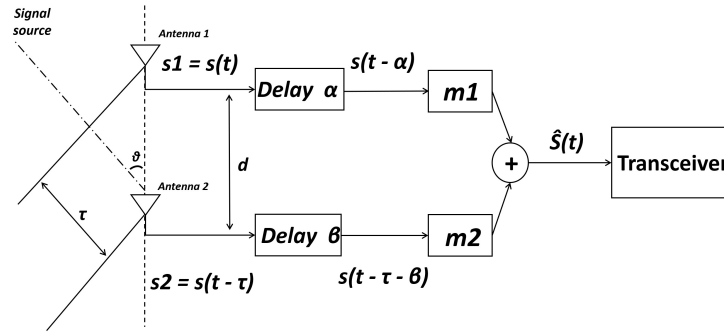 Signal
source
Antenna 1
s1 = s(t)
s(t - α)
Delay α
m1
Ŝ(t)
+
Transceiver
ϑ
d
Antenna 2
τ
Delay β
m2
s2 = s(t - τ)
s(t - τ - β)